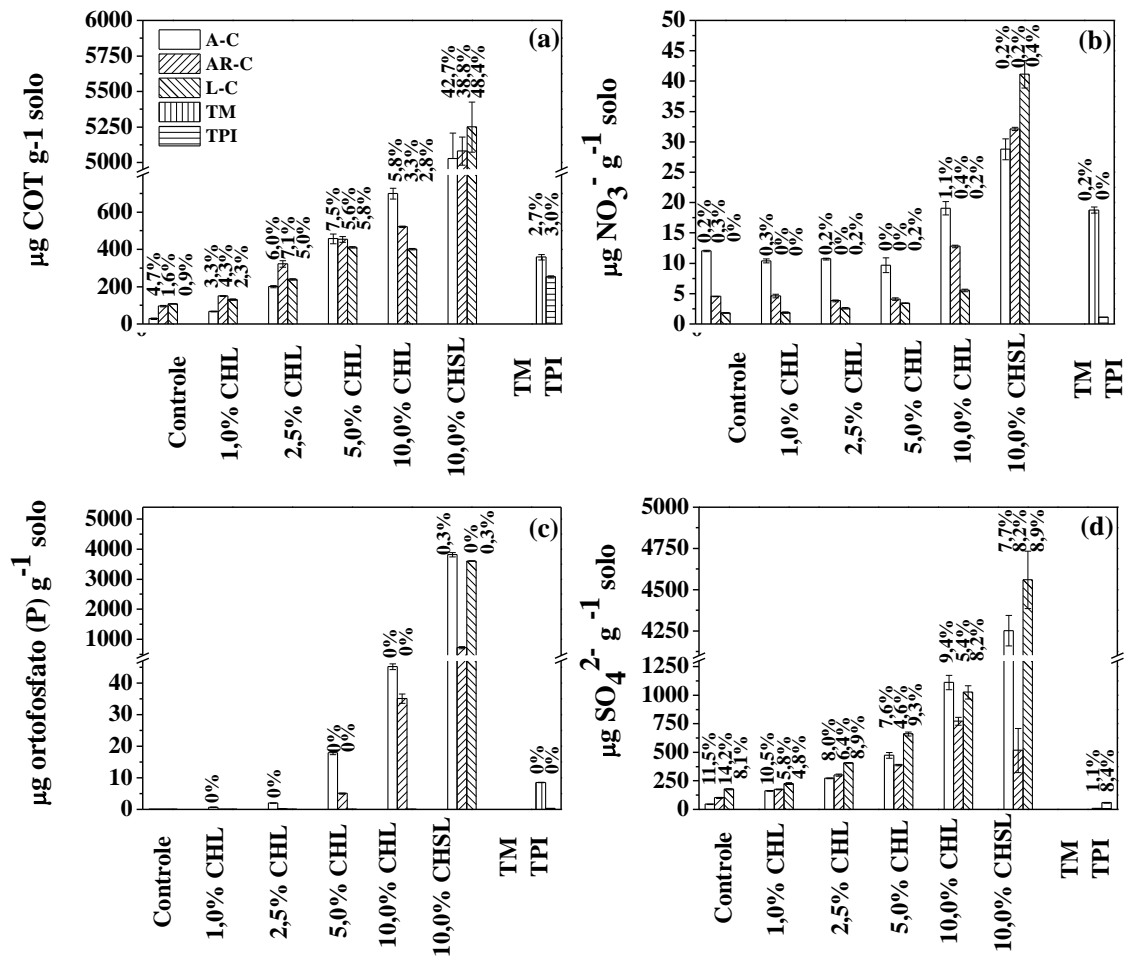 (a)
6000
5750
5500
5250
5000
600
400
200
0
µg COT g-1 solo
A-C
AR-C
L-C
TM
TPI
4,7%
1,6%
0,9%
3,3%
4,3%
2,3%
6,0%
7,1%
5,0%
7,5%
5,6%
5,8%
5,8%
3,3%
2,8%
42,7%
38,8%
48,4%
2,7%
3,0%
Controle
1,0% CHL
2,5% CHL
5,0% CHL
10,0% CHL
10,0% CHSL
TM
TPI
(b)
50
45
40
35
30
25
20
15
10
5
0
µg NO3- g-1 solo
0,2%
0,3%
0%
0,3%
0%
0%
0,2%
0%
0,2%
0%
0%
0,2%
1,1%
0,4%
0,2%
0,2%
0,2%
0,4%
0,2%
0%
Controle
1,0% CHL
2,5% CHL
5,0% CHL
10,0% CHL
10,0% CHSL
TM
TPI
(c)
5000
4000
3000
2000
1000
40
30
20
10
0
µg ortofosfato (P) g-1 solo
0%
0%
0%
0%
0%
0%
0,3%
0%
0,3%
0%
0%
Controle
1,0% CHL
2,5% CHL
5,0% CHL
10,0% CHL
10,0% CHSL
TM
TPI
(d)
5000
4750
4500
4250
1250
1000
750
500
250
0
µg SO42- g-1 solo
11,5%
14,2%
8,1%
10,5%
5,8%
4,8%
8,0%
6,4%
8,9%
7,6%
4,6%
9,3%
9,4%
5,4%
8,2%
7,7%
8,2%
8,9%
1,1%
8,4%
Controle
1,0% CHL
2,5% CHL
5,0% CHL
10,0% CHL
10,0% CHSL
TM
TPI